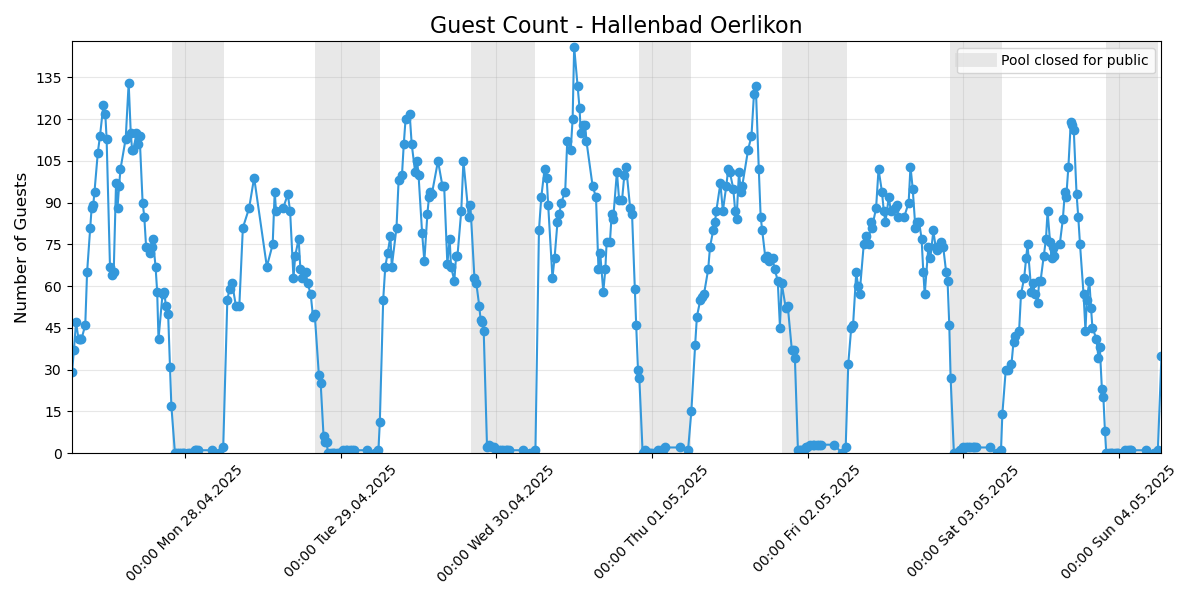 Guest Count - Hallenbad Oerlikon
Pool closed for public
Number of Guests
135
120
105
90
75
60
45
30
15
0
00:00 Mon 28.04.2025
00:00 Tue 29.04.2025
00:00 Wed 30.04.2025
00:00 Thu 01.05.2025
00:00 Fri 02.05.2025
00:00 Sat 03.05.2025
00:00 Sun 04.05.2025